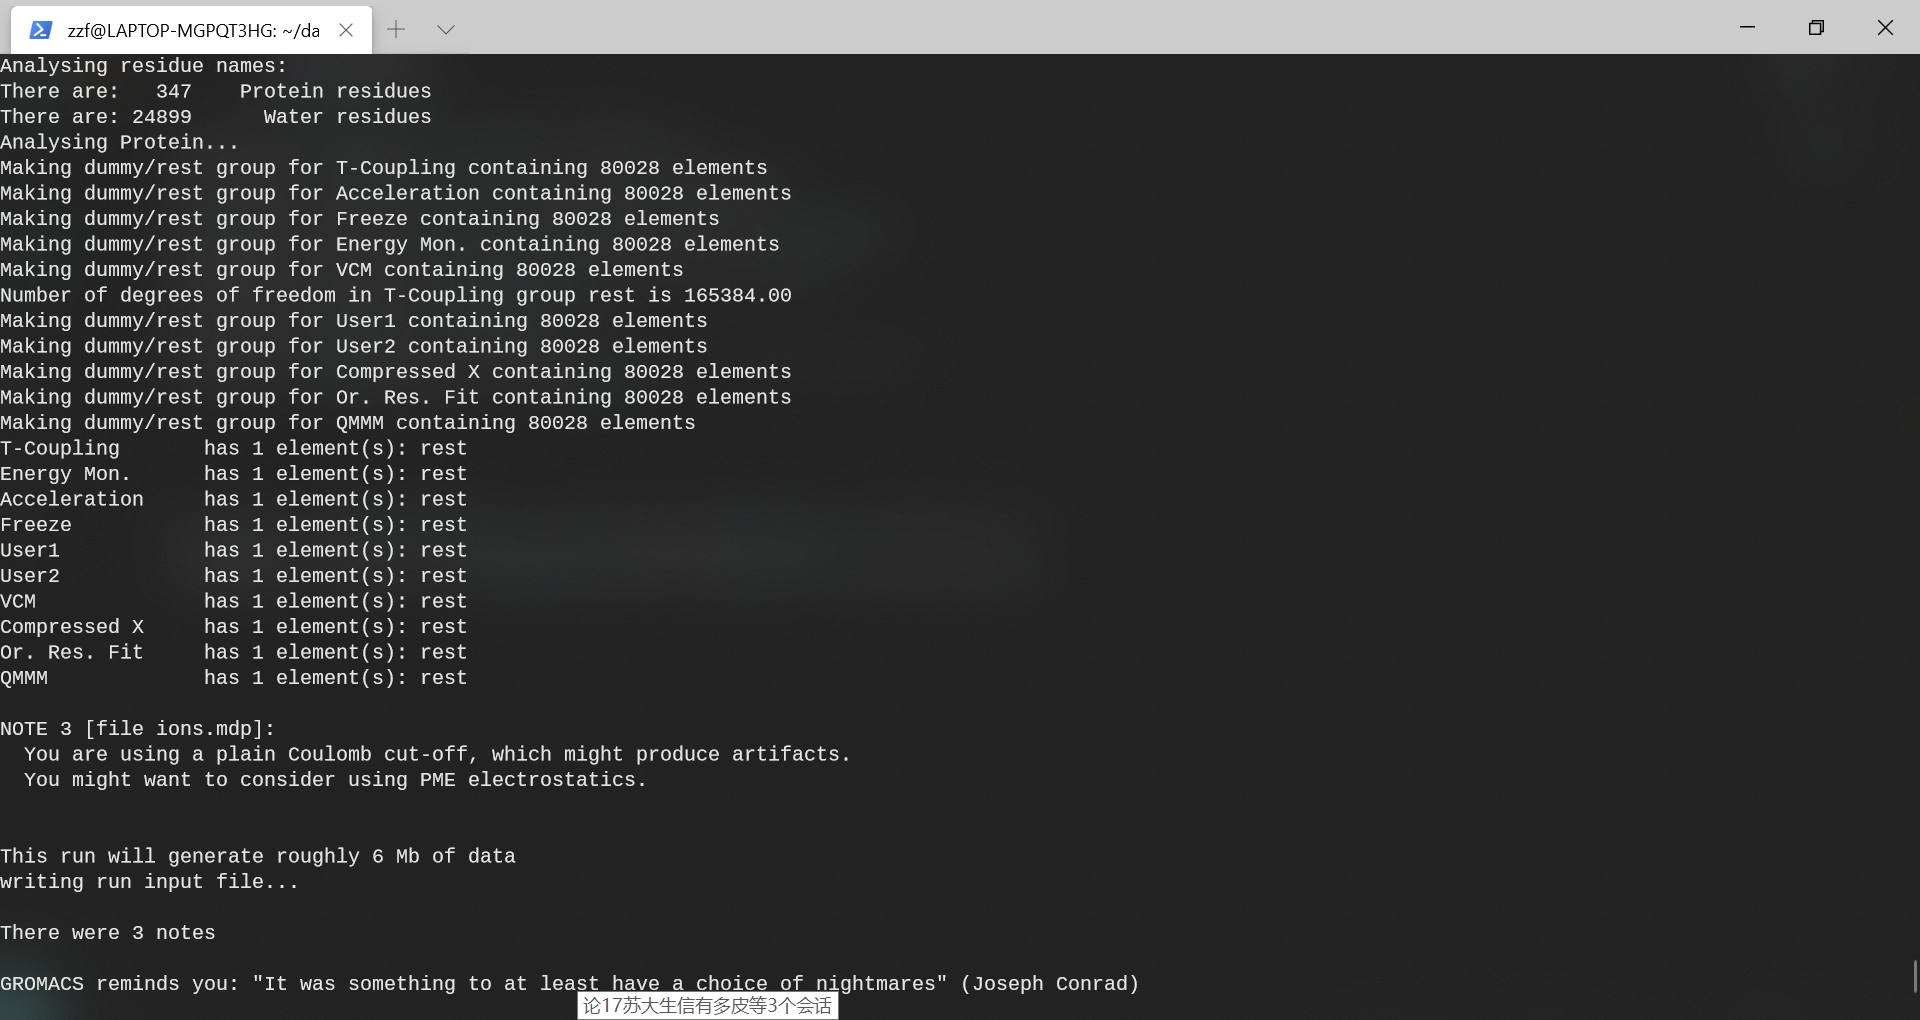 zzf@LAPTOP-MGPQT3HG: ~/da
Analysing residue names:
There are:   347    Protein residues
There are: 24899      Water residues
Analysing Protein...
Making dummy/rest group for T-Coupling containing 80028 elements
Making dummy/rest group for Acceleration containing 80028 elements
Making dummy/rest group for Freeze containing 80028 elements
Making dummy/rest group for Energy Mon. containing 80028 elements
Making dummy/rest group for VCM containing 80028 elements
Number of degrees of freedom in T-Coupling group rest is 165384.00
Making dummy/rest group for User1 containing 80028 elements
Making dummy/rest group for User2 containing 80028 elements
Making dummy/rest group for Compressed X containing 80028 elements
Making dummy/rest group for Or. Res. Fit containing 80028 elements
Making dummy/rest group for QMMM containing 80028 elements
T-Coupling       has 1 element(s): rest
Energy Mon.      has 1 element(s): rest
Acceleration     has 1 element(s): rest
Freeze           has 1 element(s): rest
User1            has 1 element(s): rest
User2            has 1 element(s): rest
VCM              has 1 element(s): rest
Compressed X     has 1 element(s): rest
Or. Res. Fit     has 1 element(s): rest
QMMM             has 1 element(s): rest
NOTE 3 [file ions.mdp]:
  You are using a plain Coulomb cut-off, which might produce artifacts.
  You might want to consider using PME electrostatics.
This run will generate roughly 6 Mb of data
writing run input file...
There were 3 notes
GROMACS reminds you: "It was something to at least have a choice of nightmares" (Joseph Conrad)
论17苏大生信有多皮等3个会话